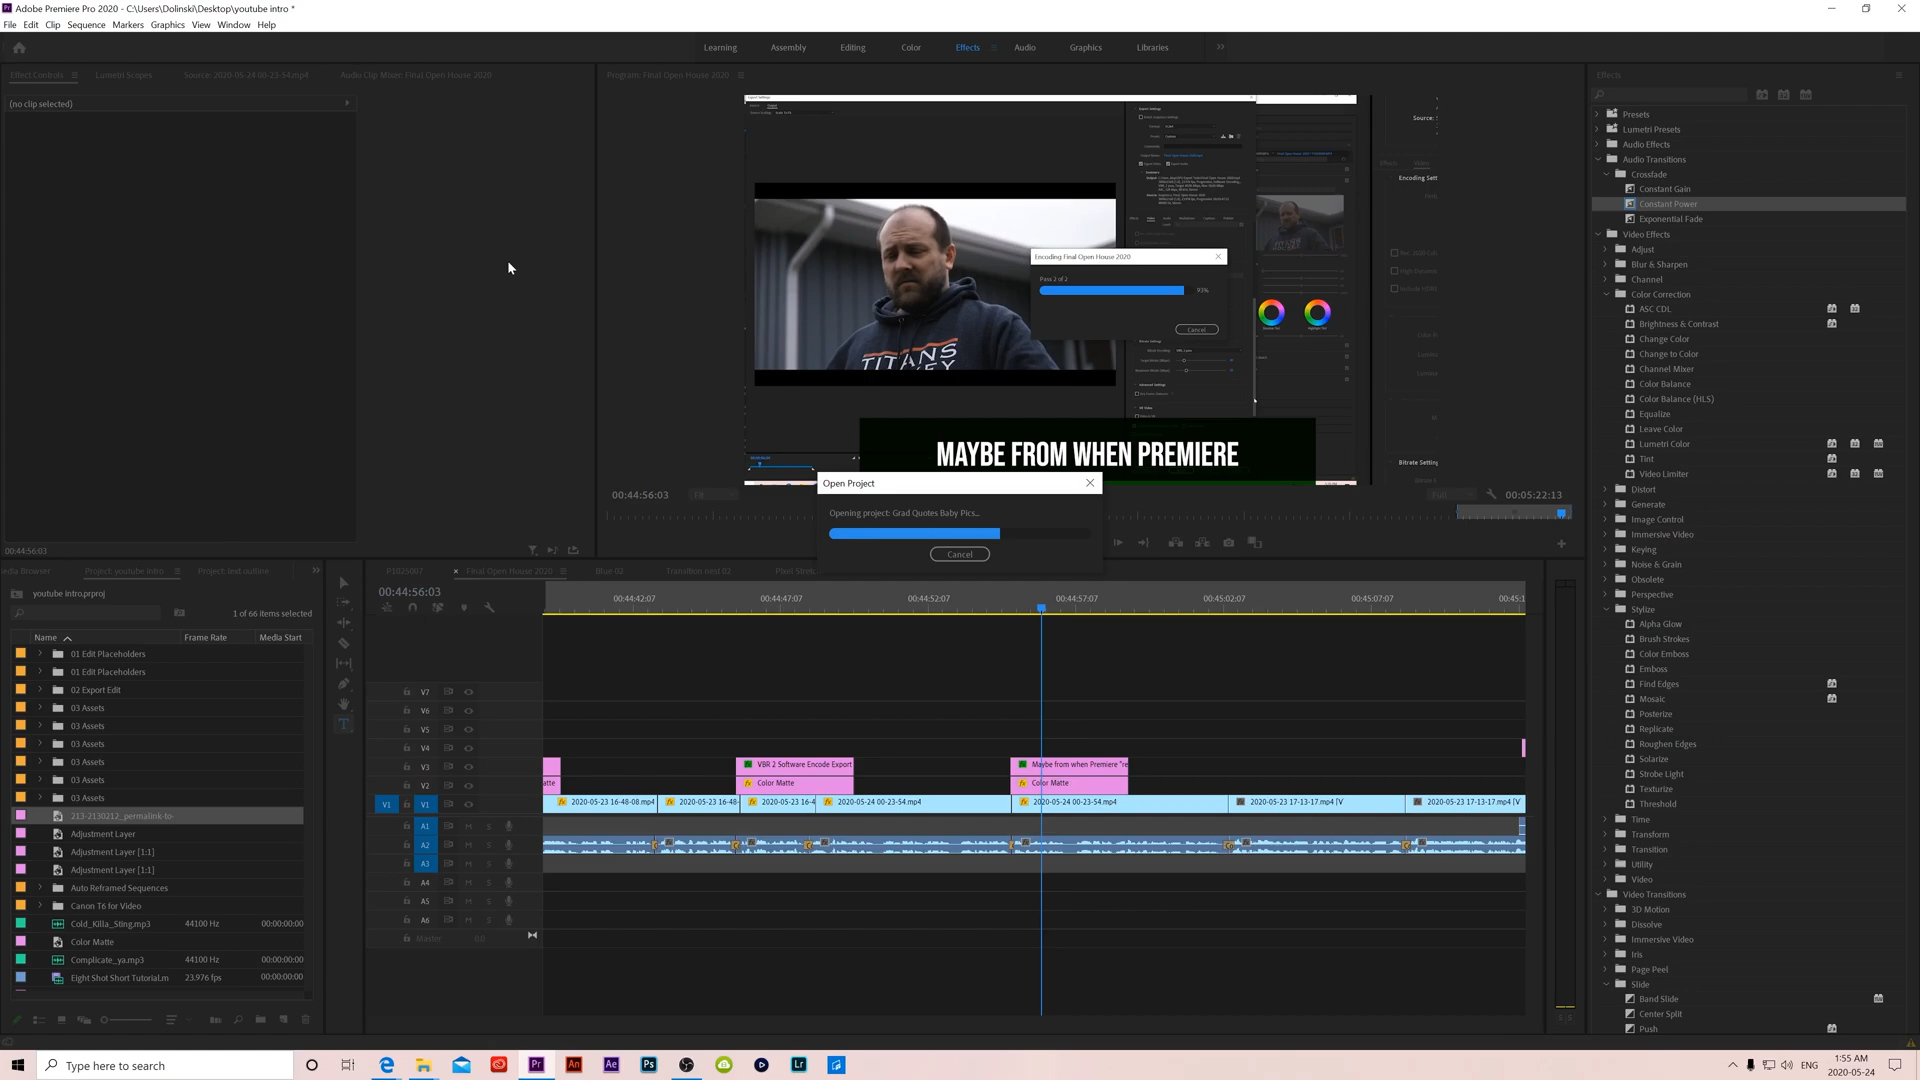 Adobe Premiere Pro 2020 - C:\Users\Dolinski\Desktop\youtube intro *
File Edit Clip Sequence Markers Graphics View Window Help
Learning Assembly Editing Color Effects Audio Graphics Libraries
Effect Controls Lumetri Scopes Source: 2020-05-24 00-23-54.mp4 Audio Clip Mixer: Final Open House 2020
Program: Final Open House 2020
Effects
(no clip selected)
Presets
Lumetri Presets
Audio Effects
Audio Transitions
Crossfade
Constant Gain
Constant Power
Exponential Fade
Video Effects
Adjust
Blur & Sharpen
Channel
Color Correction
ASC CDL
Brightness & Contrast
Change Color
Change to Color
Channel Mixer
Color Balance
Color Balance (HLS)
Equalize
Leave Color
Lumetri Color
Tint
Video Limiter
Distort
Generate
Image Control
Immersive Video
Keying
Noise & Grain
Obsolete
Perspective
Stylize
Alpha Glow
Brush Strokes
Color Emboss
Emboss
Find Edges
Mosaic
Posterize
Replicate
Roughen Edges
Solarize
Strobe Light
Texturize
Threshold
Time
Transform
Transition
Utility
Video
Video Transitions
3D Motion
Dissolve
Immersive Video
Iris
Page Peel
Slide
Band Slide
Center Split
Push
Source:
Encoding Sett
Bitrate Setting
Encoding Final Open House 2020
Pass 2 of 2
93%
Cancel
TITANS
MAYBE FROM WHEN PREMIERE
Open Project
Opening project: Grad Quotes Baby Pics...
Cancel
00:44:56:03 Fit Full 00:05:22:13
00:44:56:03
Media Browser Project: youtube intro Project: test outline
youtube intro.prproj
1 of 66 items selected
Name Frame Rate Media Start
01 Edit Placeholders
01 Edit Placeholders
02 Export Edit
03 Assets
03 Assets
03 Assets
03 Assets
03 Assets
03 Assets
213-2130212_permalink-to-
Adjustment Layer
Adjustment Layer [1:1]
Adjustment Layer [1:1]
Auto Reframed Sequences
Canon T6 for Video
Cold_Killa_Sting.mp3 44100 Hz 00:00:00:00
Color Matte
Complicate_ya.mp3 44100 Hz 00:00:00:00
Eight Shot Short Tutorial.m 23.976 fps 00:00:00:00
P1025007 Final Open House 2020 Blue 02 Transition nest 02 Pixel Stretc
00:44:56:03
00:44:42:07 00:44:47:07 00:44:52:07 00:44:57:07 00:45:02:07 00:45:07:07 00:45:1
V7
V6
V5
V4
V3 VBR 2 Software Encode Export Maybe from when Premiere "re
V2 atte Color Matte Color Matte
V1 V1 2020-05-23 16-48-08.mp4 2020-05-23 16-48- 2020-05-23 16-4 2020-05-24 00-23-54.mp4 2020-05-24 00-23-54.mp4 2020-05-23 17-13-17.mp4 [V 2020-05-23 17-13-17.mp4 [V
A1 M S
A2 M S
A3 M S
A4 M S
A5 M S
A6 M S
Master 0.0
S S
Type here to search
Pr An Ae Ps Lr
ENG
1:55 AM
2020-05-24